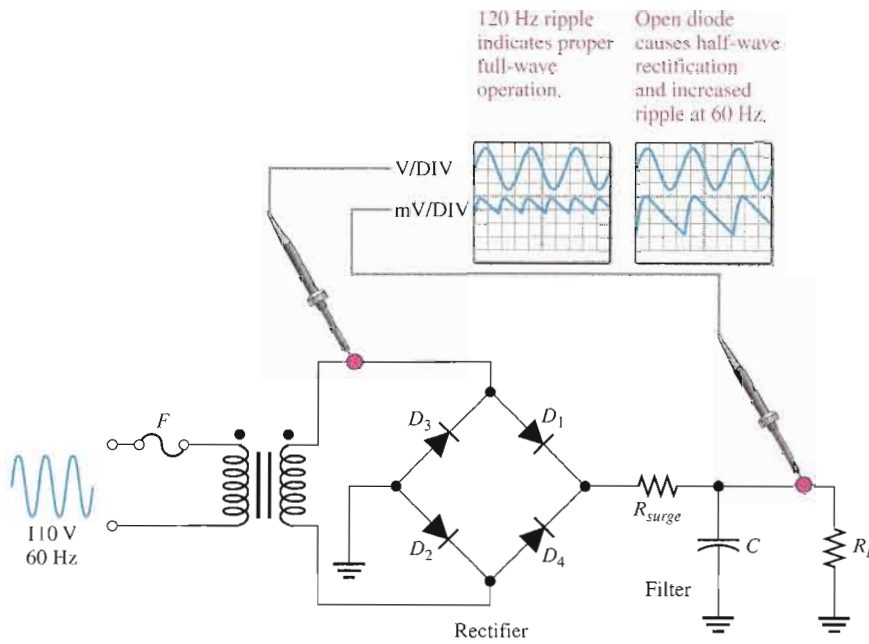 120 Hz ripple
indicates proper
full-wave
operation.
Open diode
causes half-wave
rectification
and increased
ripple at 60 Hz.
V/DIV
mV/DIV
F
D3
D1
110 V
60 Hz
D2
D4
Rsurge
C
Filter
Rectifier